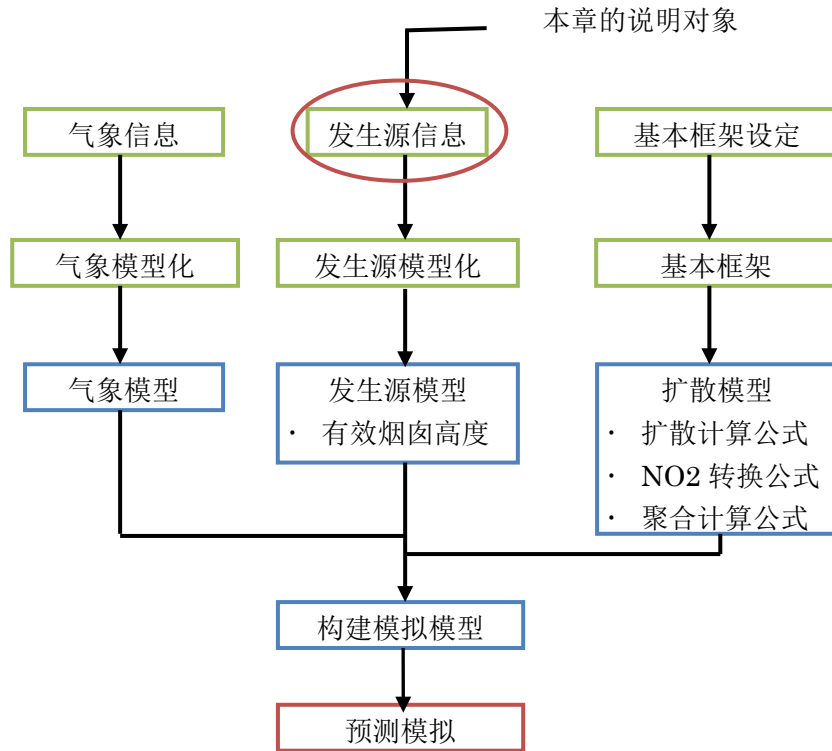 本章的说明对象
气象信息
发生源信息
基本框架设定
气象模型化
发生源模型化
基本框架
气象模型
发生源模型
· 有效烟囱高度
扩散模型
· 扩散计算公式
· NO2 转换公式
· 聚合计算公式
构建模拟模型
预测模拟